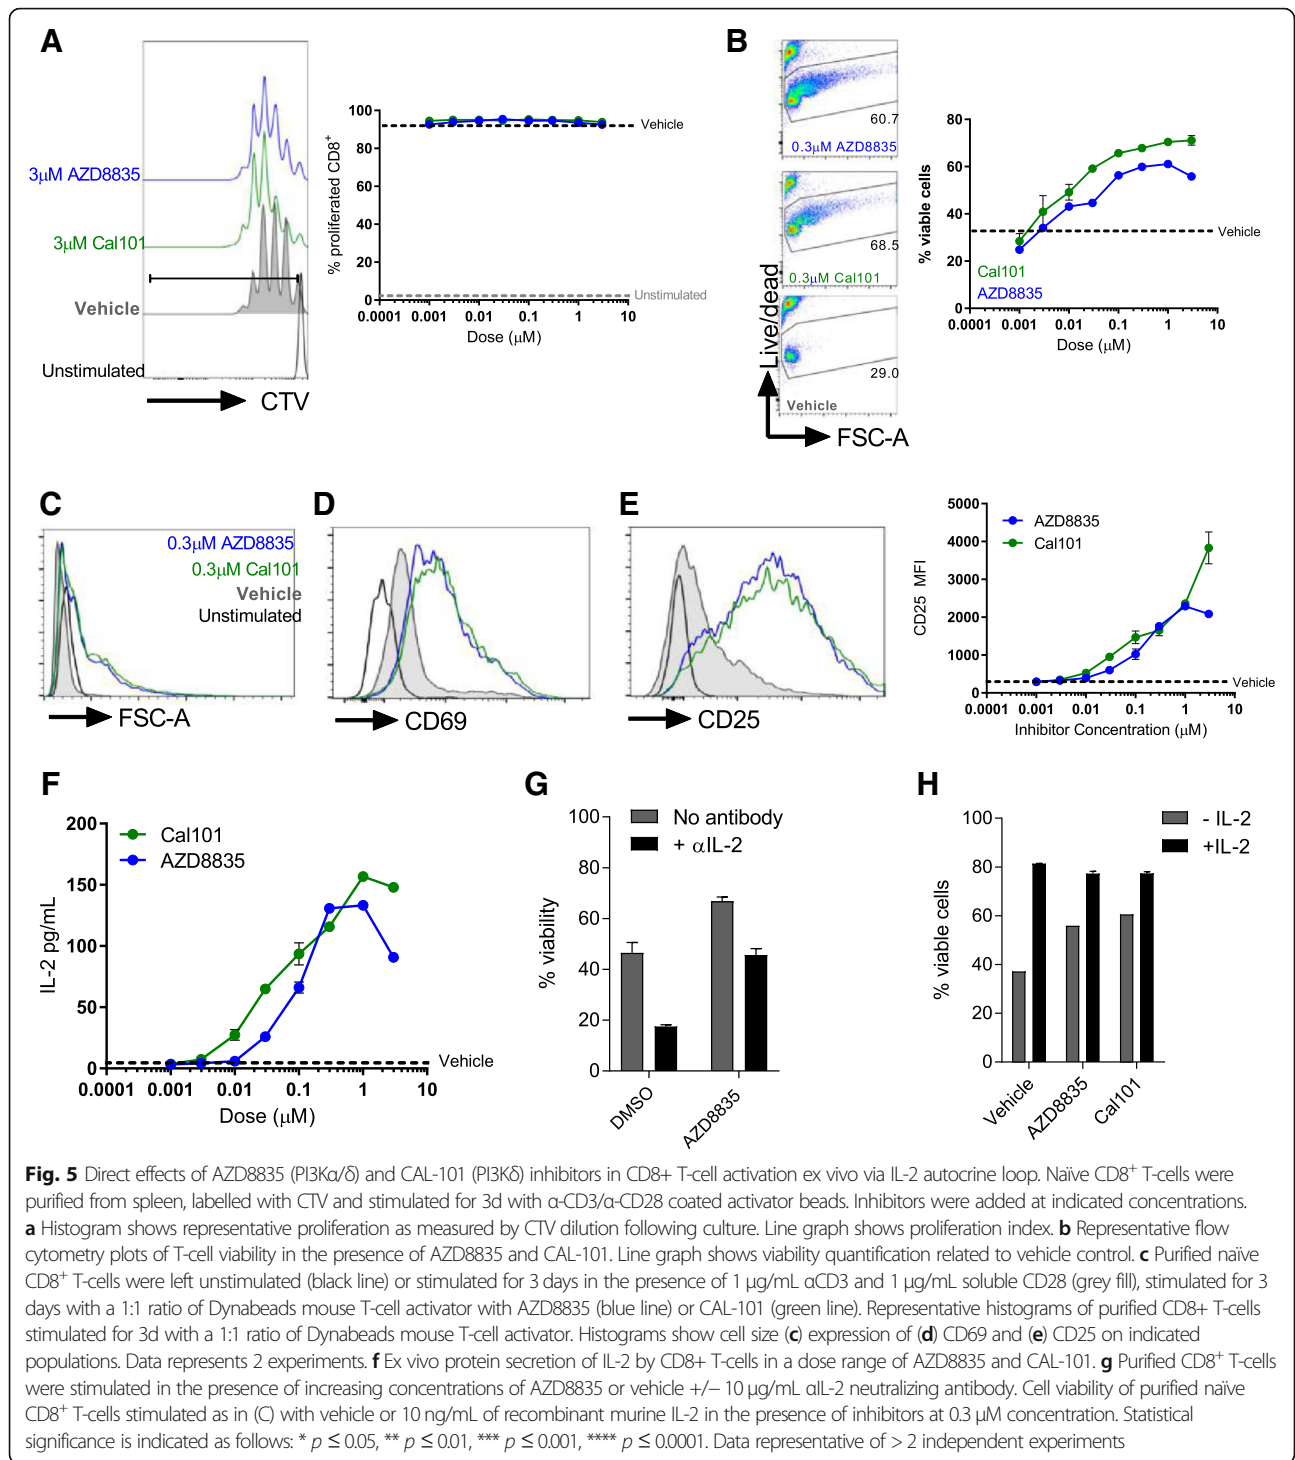 A
3µM AZD8835
3µM Cal101
Vehicle
Unstimulated
CTV
% proliferated CD8+
100
80
60
40
20
0
Vehicle
Unstimulated
0.0001 0.001 0.01 0.1 1 10
Dose (µM)
B
60.7
0.3µM AZD8835
68.5
0.3µM Cal101
29.0
Vehicle
Live/dead
FSC-A
% viable cells
80
60
40
20
0
Vehicle
Cal101
AZD8835
0.0001 0.001 0.01 0.1 1 10
Dose (µM)
C
0.3µM AZD8835
0.3µM Cal101
Vehicle
Unstimulated
FSC-A
D
CD69
E
CD25
CD25 MFI
5000
4000
3000
2000
1000
0
AZD8835
Cal101
Vehicle
0.0001 0.001 0.01 0.1 1 10
Inhibitor Concentration (µM)
F
IL-2 pg/mL
200
150
100
50
0
Cal101
AZD8835
Vehicle
0.0001 0.001 0.01 0.1 1 10
Dose (µM)
G
% viability
100
80
60
40
20
0
No antibody
+ αIL-2
DMSO
AZD8835
H
% viable cells
100
80
60
40
20
0
- IL-2
+IL-2
Vehicle
AZD8835
Cal101
Fig. 5 Direct effects of AZD8835 (PI3Kα/δ) and CAL-101 (PI3Kδ) inhibitors in CD8+ T-cell activation ex vivo via IL-2 autocrine loop. Naïve CD8+ T-cells were
purified from spleen, labelled with CTV and stimulated for 3d with α-CD3/α-CD28 coated activator beads. Inhibitors were added at indicated concentrations.
a Histogram shows representative proliferation as measured by CTV dilution following culture. Line graph shows proliferation index. b Representative flow
cytometry plots of T-cell viability in the presence of AZD8835 and CAL-101. Line graph shows viability quantification related to vehicle control. c Purified naïve
CD8+ T-cells were left unstimulated (black line) or stimulated for 3 days in the presence of 1 µg/mL αCD3 and 1 µg/mL soluble CD28 (grey fill), stimulated for 3
days with a 1:1 ratio of Dynabeads mouse T-cell activator with AZD8835 (blue line) or CAL-101 (green line). Representative histograms of purified CD8+ T-cells
stimulated for 3d with a 1:1 ratio of Dynabeads mouse T-cell activator. Histograms show cell size (c) expression of (d) CD69 and (e) CD25 on indicated
populations. Data represents 2 experiments. f Ex vivo protein secretion of IL-2 by CD8+ T-cells in a dose range of AZD8835 and CAL-101. g Purified CD8+ T-cells
were stimulated in the presence of increasing concentrations of AZD8835 or vehicle +/− 10 µg/mL αIL-2 neutralizing antibody. Cell viability of purified naïve
CD8+ T-cells stimulated as in (C) with vehicle or 10 ng/mL of recombinant murine IL-2 in the presence of inhibitors at 0.3 µM concentration. Statistical
significance is indicated as follows: * p ≤ 0.05, ** p ≤ 0.01, *** p ≤ 0.001, **** p ≤ 0.0001. Data representative of > 2 independent experiments